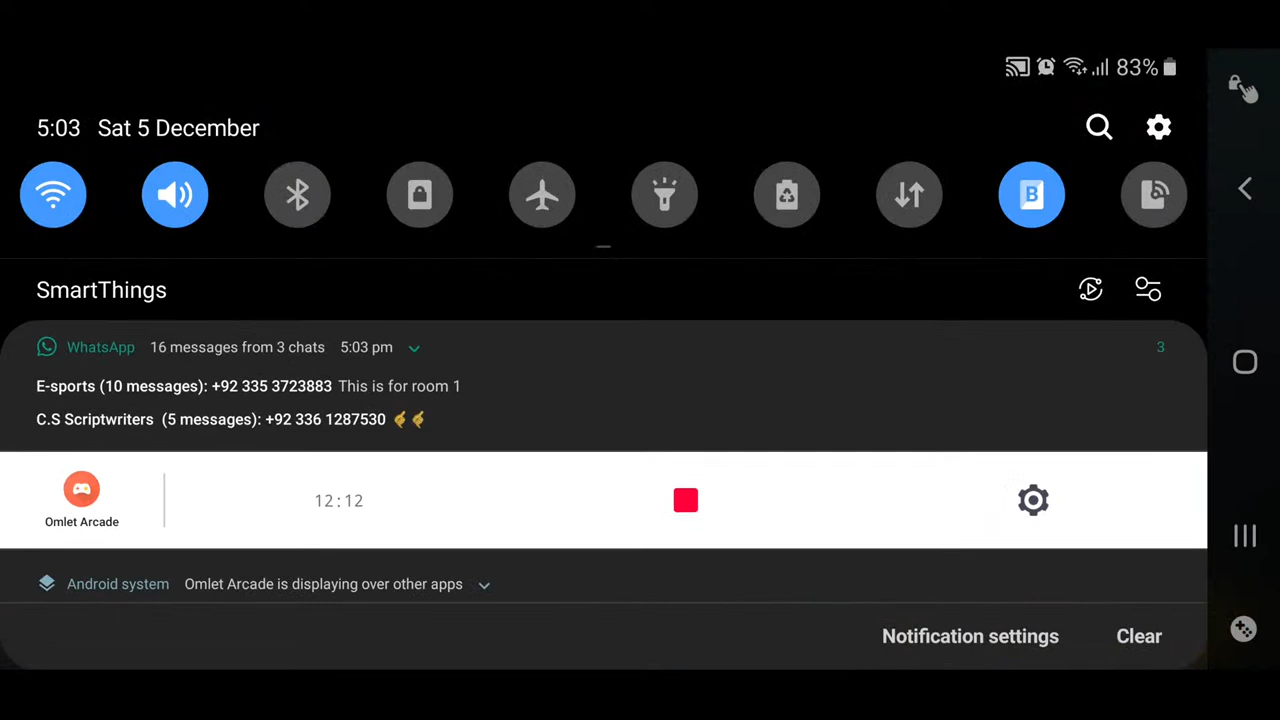 83%
5:03 Sat 5 December
B
SmartThings
WhatsApp 16 messages from 3 chats 5:03 pm 3
E-sports (10 messages): +92 335 3723883 This is for room 1
C.S Scriptwriters (5 messages): +92 336 1287530
12:12
Omlet Arcade
Android system Omlet Arcade is displaying over other apps
Notification settings Clear